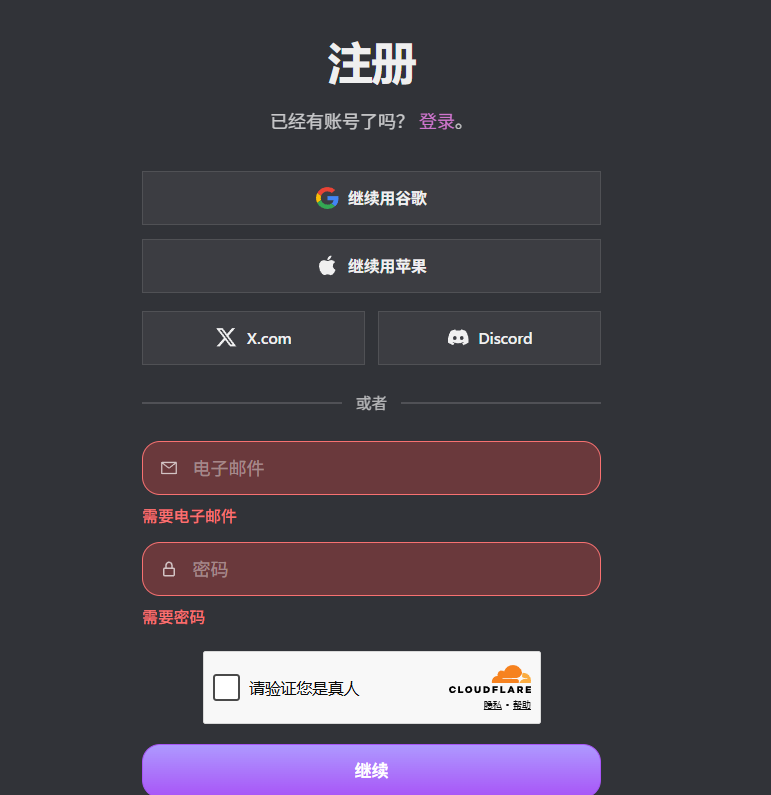 注册
已经有账号了吗？ 登录。
继续用谷歌
继续用苹果
X.com
Discord
或者
电子邮件
需要电子邮件
密码
需要密码
请验证您是真人
CLOUDFLARE
隐私 • 帮助
继续